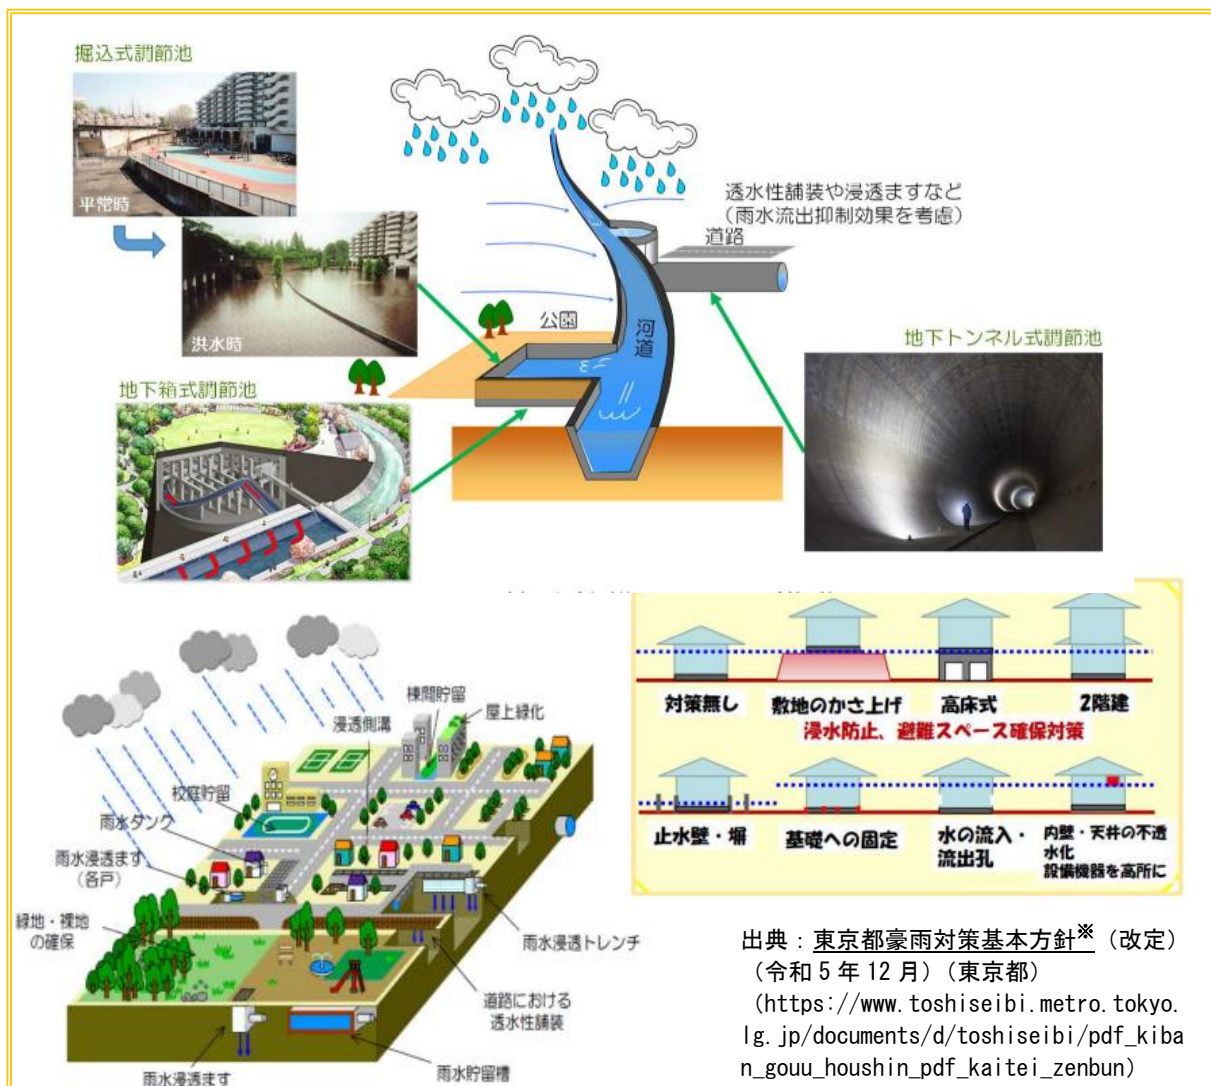 掘込式調節池
平常時
洪水時
透水性舗装や浸透ますなど
(雨水流出抑制効果を考慮)
道路
公園
河道
地下トンネル式調節池
地下箱式調節池
棟間貯留
屋上緑化
浸透側溝
校庭貯留
雨水タンク
雨水浸透ます
(各戸)
緑地・裸地
の確保
雨水浸透トレンチ
道路における
透水性舗装
雨水浸透ます
雨水貯留槽
対策無し
敷地のかさ上げ
高床式
2階建
浸水防止、避難スペース確保対策
止水壁・塀
基礎への固定
水の流入・
流出孔
内壁・天井の不透
水化
設備機器を高所に
出典:東京都豪雨対策基本方針※(改定)
(令和5年12月)(東京都)
(https://www.toshiseibi.metro.tokyo.
lg.jp/documents/d/toshiseibi/pdf_kiba
n_gouu_houshin_pdf_kaitei_zenbun)